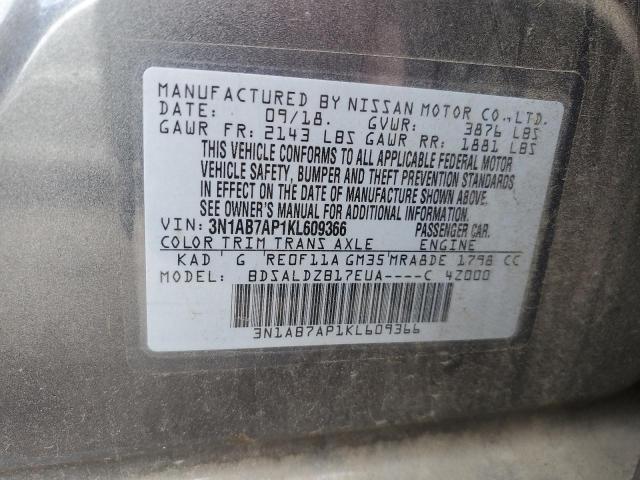 MANUFACTURED BY NISSAN MOTOR CO.,LTD.
DATE: 09/18. GVWR: 3876 LBS
GAWR FR: 2143 LBS GAWR RR: 1881 LBS
THIS VEHICLE CONFORMS TO ALL APPLICABLE FEDERAL MOTOR
VEHICLE SAFETY, BUMPER AND THEFT PREVENTION STANDARDS
IN EFFECT ON THE DATE OF MANUFACTURE SHOWN ABOVE.
SEE OWNER'S MANUAL FOR ADDITIONAL INFORMATION.
VIN: 3N1AB7AP1KL609366 PASSENGER CAR.
COLOR TRIM TRANS AXLE ENGINE
KAD G RE0F11A GM35 MRA8DE 1798 CC
MODEL: BDSALDZB17EUA----C 4Z000
3N1AB7AP1KL609366